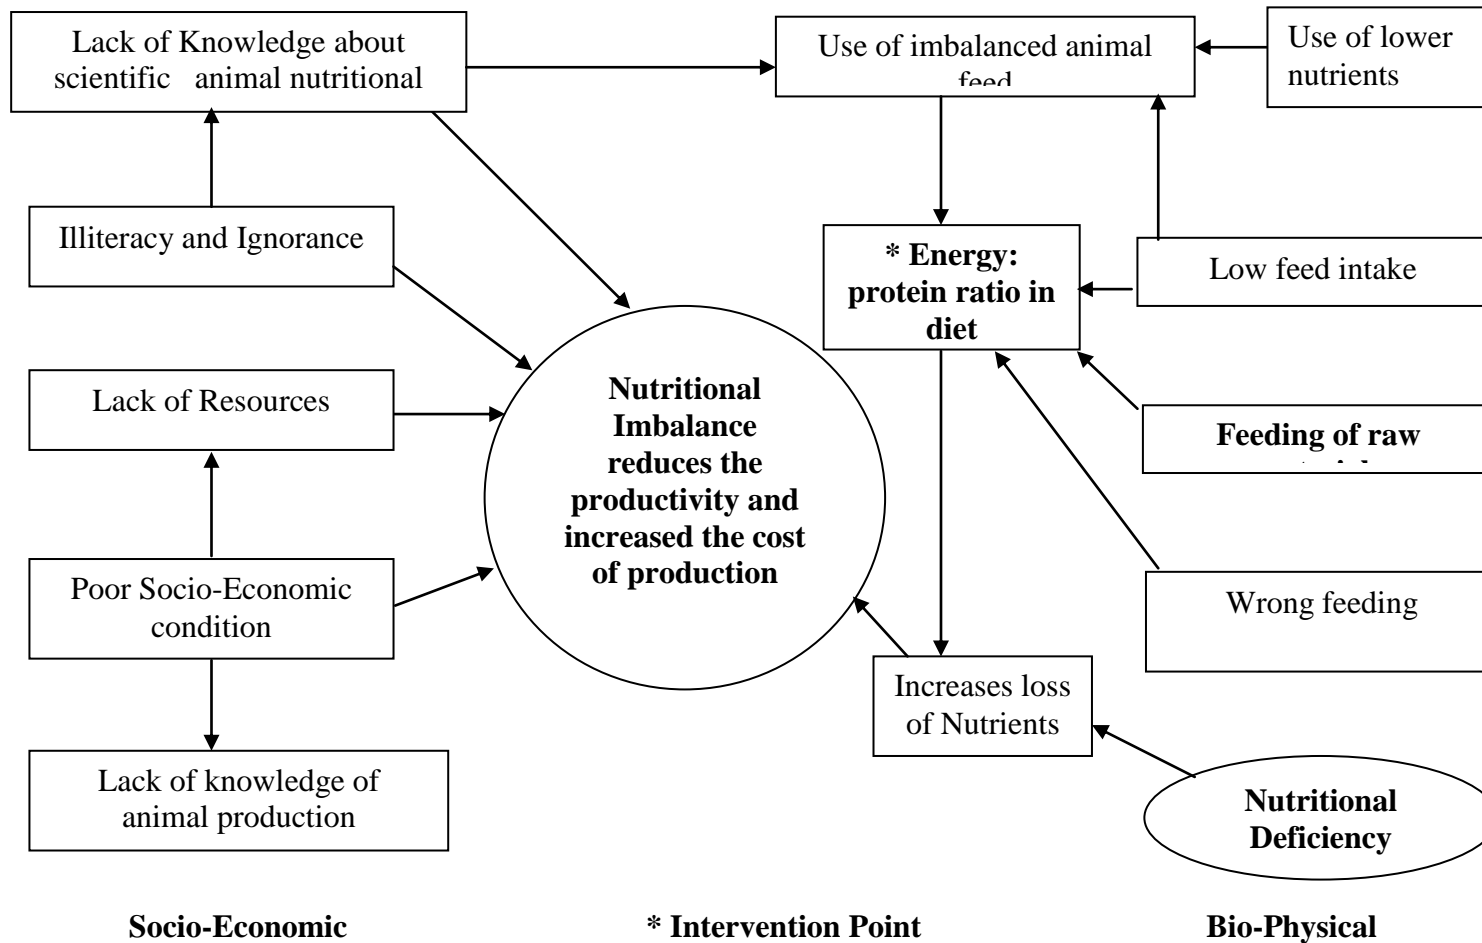 Lack of Knowledge about
scientific animal nutritional
Use of imbalanced animal
feed
Use of lower
nutrients
Illiteracy and Ignorance
* Energy:
protein ratio in
diet
Low feed intake
Lack of Resources
Nutritional
Imbalance
reduces the
productivity and
increased the cost
of production
Feeding of raw
Poor Socio-Economic
condition
Wrong feeding
Increases loss
of Nutrients
Lack of knowledge of
animal production
Nutritional
Deficiency
Socio-Economic
* Intervention Point
Bio-Physical